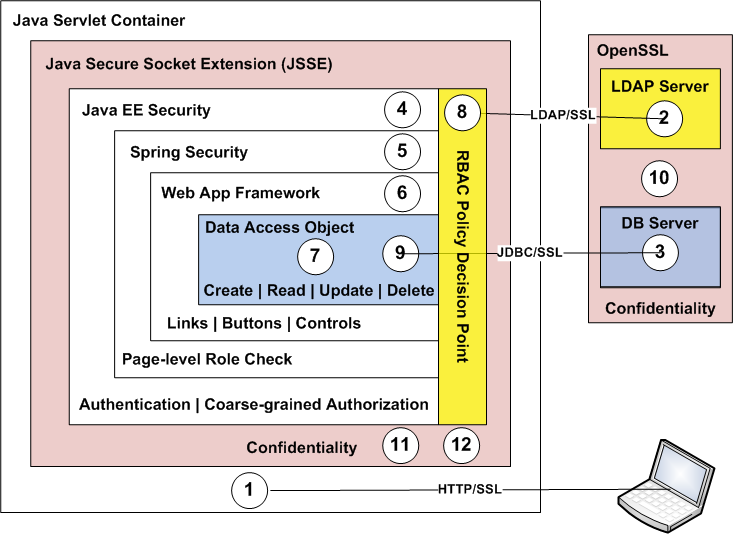 Java Servlet Container
Java Secure Socket Extension (JSSE)
OpenSSL
Java EE Security
4
8
LDAP/SSL
LDAP Server
2
Spring Security
5
Web App Framework
6
10
Data Access Object
7
9
JDBC/SSL
DB Server
3
Create | Read | Update | Delete
RBAC Policy Decision Point
Confidentiality
Links | Buttons | Controls
Page-level Role Check
Authentication | Coarse-grained Authorization
Confidentiality
11
12
1
HTTP/SSL